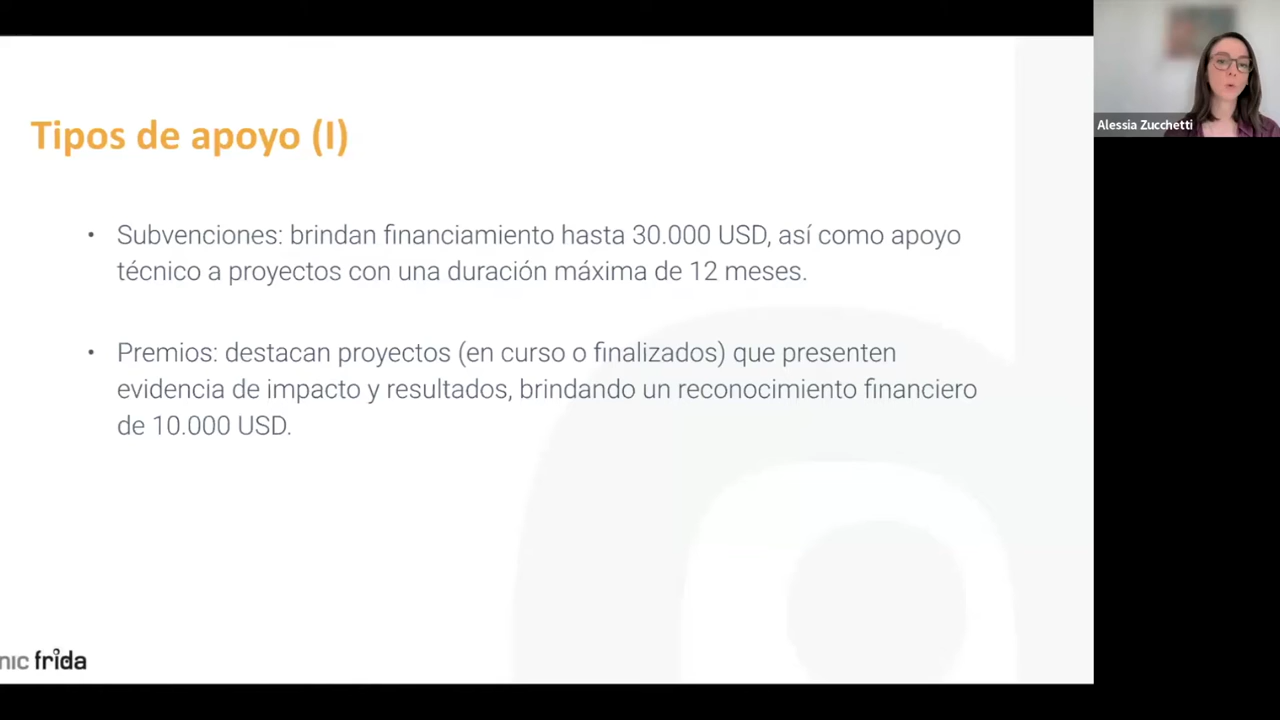 Tipos de apoyo (I)
• Subvenciones: brindan financiamiento hasta 30.000 USD, así como apoyo
técnico a proyectos con una duración máxima de 12 meses.
• Premios: destacan proyectos (en curso o finalizados) que presenten
evidencia de impacto y resultados, brindando un reconocimiento financiero
de 10.000 USD.
nic frida
Alessia Zucchetti